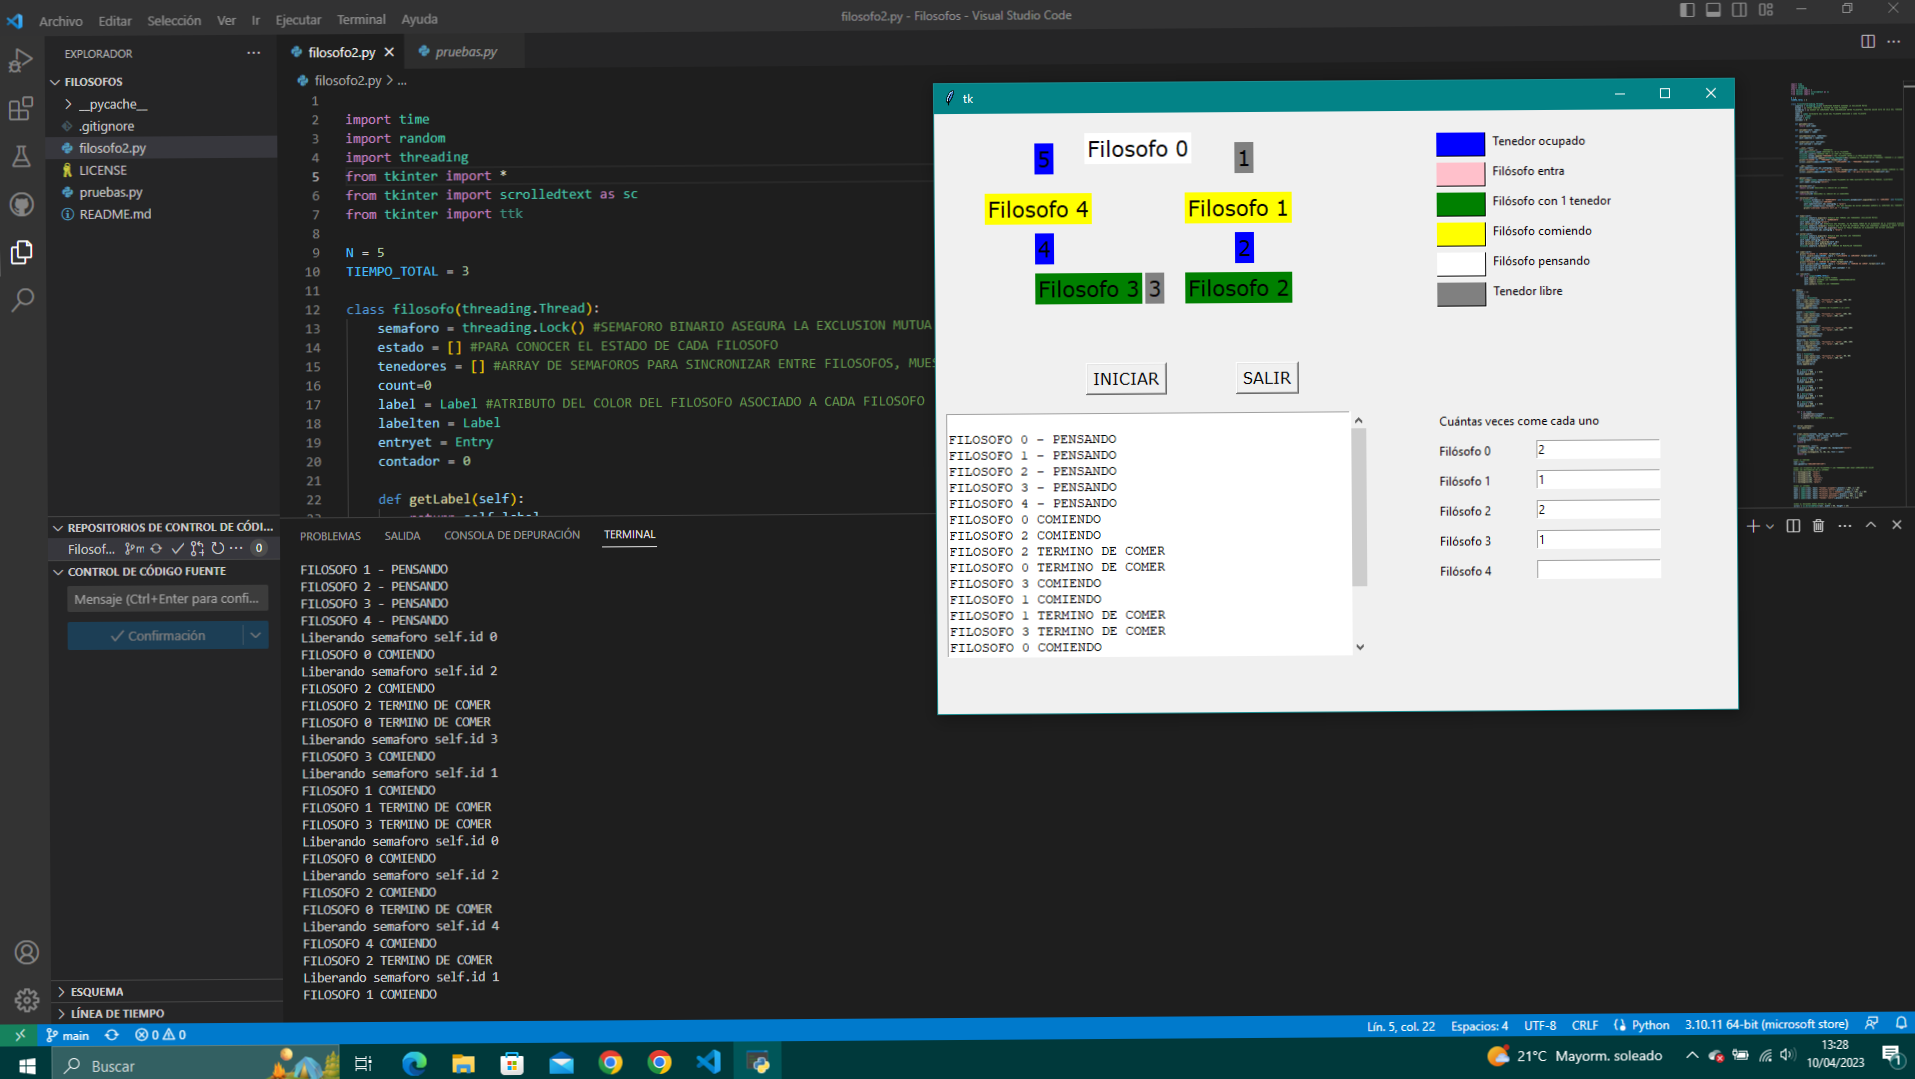 Archivo Editar Selección Ver Ir Ejecutar Terminal Ayuda
filosofo2.py - Filosofos - Visual Studio Code
EXPLORADOR
FILOSOFOS
__pycache__
.gitignore
filosofo2.py
LICENSE
pruebas.py
README.md
REPOSITORIOS DE CONTROL DE CÓDI...
Filosof... m 0
CONTROL DE CÓDIGO FUENTE
Mensaje (Ctrl+Enter para confi...
Confirmación
ESQUEMA
LÍNEA DE TIEMPO
filosofo2.py pruebas.py
filosofo2.py > ...
1
2 import time
3 import random
4 import threading
5 from tkinter import *
6 from tkinter import scrolledtext as sc
7 from tkinter import ttk
8
9 N = 5
10 TIEMPO_TOTAL = 3
11
12 class filosofo(threading.Thread):
13 semaforo = threading.Lock() #SEMAFORO BINARIO ASEGURA LA EXCLUSION MUTUA
14 estado = [] #PARA CONOCER EL ESTADO DE CADA FILOSOFO
15 tenedores = [] #ARRAY DE SEMAFOROS PARA SINCRONIZAR ENTRE FILOSOFOS, MUES
16 count=0
17 label = Label #ATRIBUTO DEL COLOR DEL FILOSOFO ASOCIADO A CADA FILOSOFO
18 labelten = Label
19 entryet = Entry
20 contador = 0
21
22 def getLabel(self):
PROBLEMAS SALIDA CONSOLA DE DEPURACIÓN TERMINAL
FILOSOFO 1 - PENSANDO
FILOSOFO 2 - PENSANDO
FILOSOFO 3 - PENSANDO
FILOSOFO 4 - PENSANDO
Liberando semaforo self.id 0
FILOSOFO 0 COMIENDO
Liberando semaforo self.id 2
FILOSOFO 2 COMIENDO
FILOSOFO 2 TERMINO DE COMER
FILOSOFO 0 TERMINO DE COMER
Liberando semaforo self.id 3
FILOSOFO 3 COMIENDO
Liberando semaforo self.id 1
FILOSOFO 1 COMIENDO
FILOSOFO 1 TERMINO DE COMER
FILOSOFO 3 TERMINO DE COMER
Liberando semaforo self.id 0
FILOSOFO 0 COMIENDO
Liberando semaforo self.id 2
FILOSOFO 2 COMIENDO
FILOSOFO 0 TERMINO DE COMER
Liberando semaforo self.id 4
FILOSOFO 4 COMIENDO
FILOSOFO 2 TERMINO DE COMER
Liberando semaforo self.id 1
FILOSOFO 1 COMIENDO
tk
5 Filosofo 0 1
Filosofo 4 Filosofo 1
4 2
Filosofo 3 3 Filosofo 2
Tenedor ocupado
Filósofo entra
Filósofo con 1 tenedor
Filósofo comiendo
Filósofo pensando
Tenedor libre
INICIAR SALIR
FILOSOFO 0 - PENSANDO
FILOSOFO 1 - PENSANDO
FILOSOFO 2 - PENSANDO
FILOSOFO 3 - PENSANDO
FILOSOFO 4 - PENSANDO
FILOSOFO 0 COMIENDO
FILOSOFO 2 COMIENDO
FILOSOFO 2 TERMINO DE COMER
FILOSOFO 0 TERMINO DE COMER
FILOSOFO 3 COMIENDO
FILOSOFO 1 COMIENDO
FILOSOFO 1 TERMINO DE COMER
FILOSOFO 3 TERMINO DE COMER
FILOSOFO 0 COMIENDO
Cuántas veces come cada uno
Filósofo 0 2
Filósofo 1 1
Filósofo 2 2
Filósofo 3 1
Filósofo 4
main 0 0
Lín. 5, col. 22 Espacios: 4 UTF-8 CRLF Python 3.10.11 64-bit (microsoft store)
Buscar
21°C Mayorm. soleado
13:28
10/04/2023
1